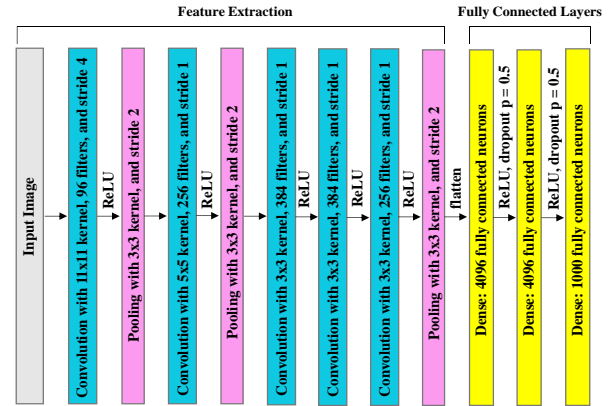 Feature Extraction
Fully Connected Layers
Input Image
Convolution with 11x11 kernel, 96 filters, and stride 4
ReLU
Pooling with 3x3 kernel, and stride 2
Convolution with 5x5 kernel, 256 filters, and stride 1
ReLU
Pooling with 3x3 kernel, and stride 2
Convolution with 3x3 kernel, 384 filters, and stride 1
ReLU
Convolution with 3x3 kernel, 384 filters, and stride 1
ReLU
Convolution with 3x3 kernel, 256 filters, and stride 1
ReLU
Pooling with 3x3 kernel, and stride 2
flatten
Dense: 4096 fully connected neurons
ReLU, dropout p = 0.5
Dense: 4096 fully connected neurons
ReLU, dropout p = 0.5
Dense: 1000 fully connected neurons